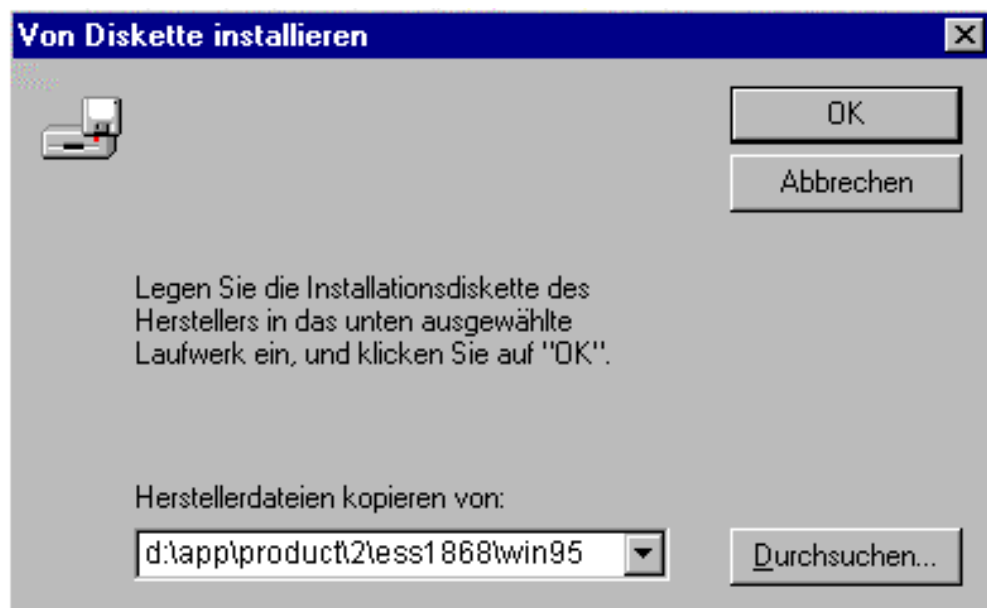 Von Diskette installieren
OK
Abbrechen
Legen Sie die Installationsdiskette des
Herstellers in das unten ausgewählte
Laufwerk ein, und klicken Sie auf "OK".
Herstellerdateien kopieren von:
d:\app\product\2\ess1868\win95
Durchsuchen...